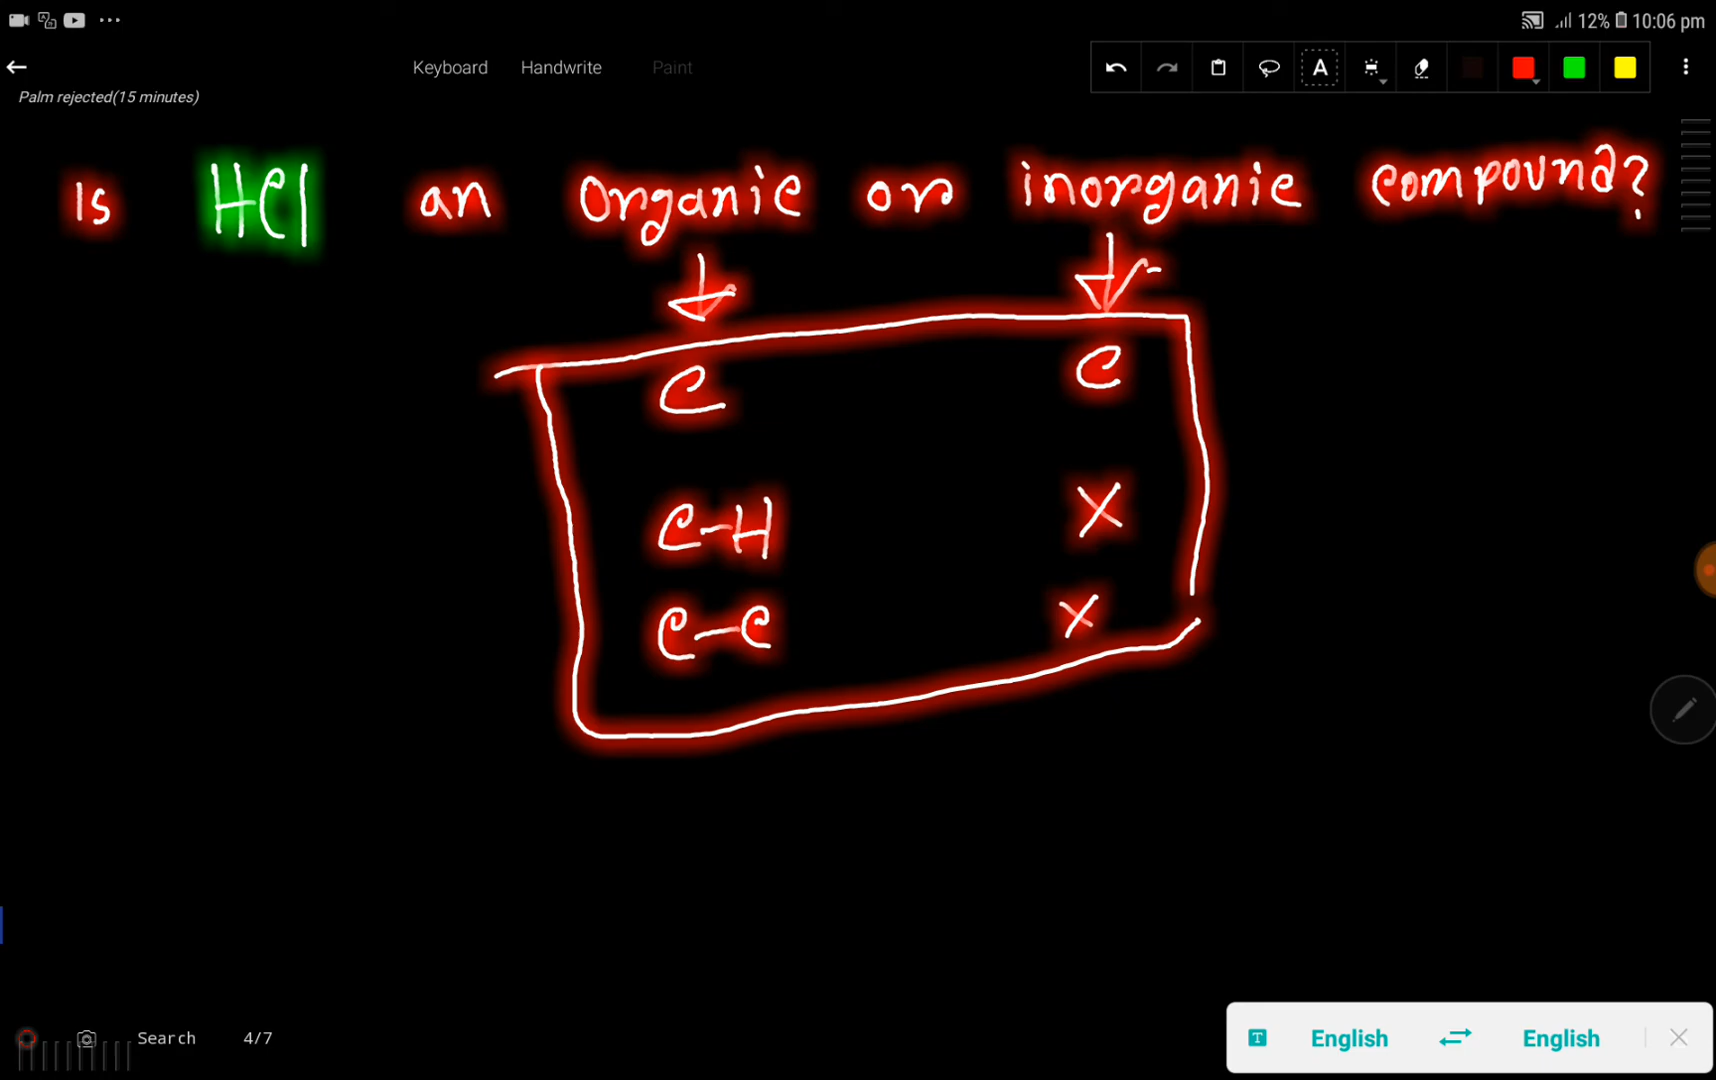 12% 10:06 pm
Keyboard Handwrite Paint A
Palm rejected(15 minutes)
Is HCl an organic or inorganic compound?
C C
C-H X
C-C X
Search 4/7
T English English